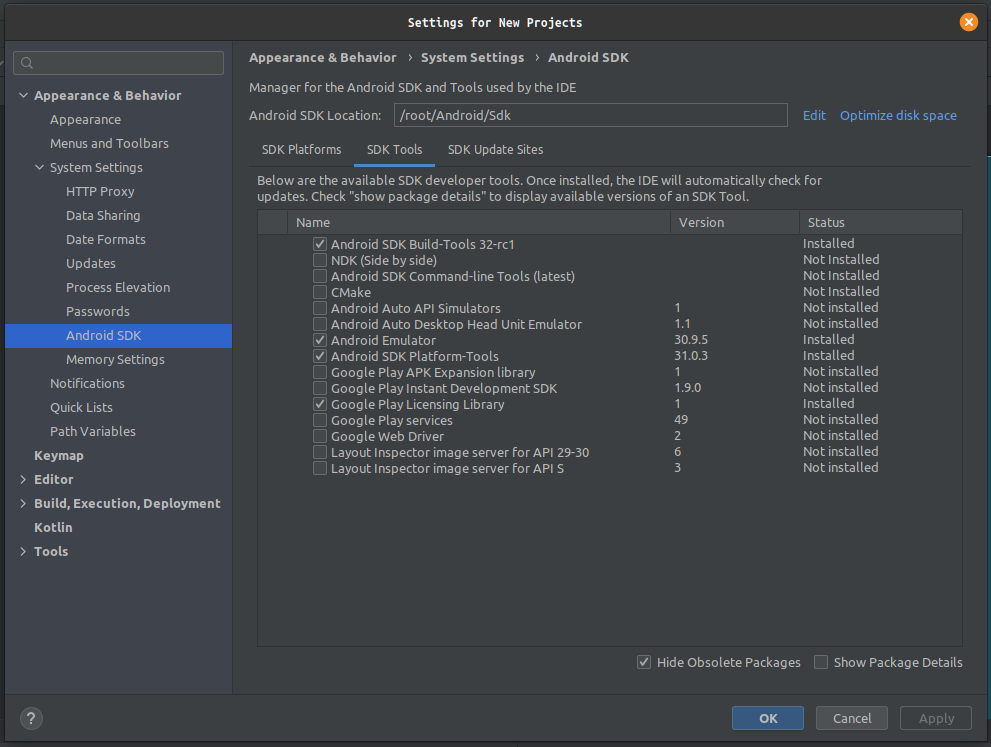 Settings for New Projects
Appearance & Behavior
Appearance
Menus and Toolbars
System Settings
HTTP Proxy
Data Sharing
Date Formats
Updates
Process Elevation
Passwords
Android SDK
Memory Settings
Notifications
Quick Lists
Path Variables
Keymap
Editor
Build, Execution, Deployment
Kotlin
Tools
Appearance & Behavior › System Settings › Android SDK
Manager for the Android SDK and Tools used by the IDE
Android SDK Location: /root/Android/Sdk Edit Optimize disk space
SDK Platforms SDK Tools SDK Update Sites
Below are the available SDK developer tools. Once installed, the IDE will automatically check for
updates. Check "show package details" to display available versions of an SDK Tool.
Name Version Status
Android SDK Build-Tools 32-rc1 Installed
NDK (Side by side) Not Installed
Android SDK Command-line Tools (latest) Not Installed
CMake Not Installed
Android Auto API Simulators 1 Not installed
Android Auto Desktop Head Unit Emulator 1.1 Not installed
Android Emulator 30.9.5 Installed
Android SDK Platform-Tools 31.0.3 Installed
Google Play APK Expansion library 1 Not installed
Google Play Instant Development SDK 1.9.0 Not installed
Google Play Licensing Library 1 Installed
Google Play services 49 Not installed
Google Web Driver 2 Not installed
Layout Inspector image server for API 29-30 6 Not installed
Layout Inspector image server for API S 3 Not installed
Hide Obsolete Packages Show Package Details
? OK Cancel Apply